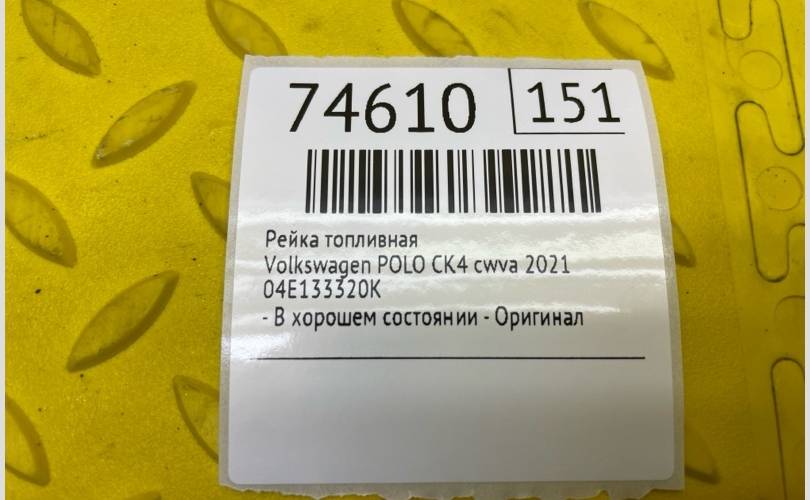 74610 151
Рейка топливная
Volkswagen POLO CK4 cwva 2021
04E133320K
- В хорошем состоянии - Оригинал